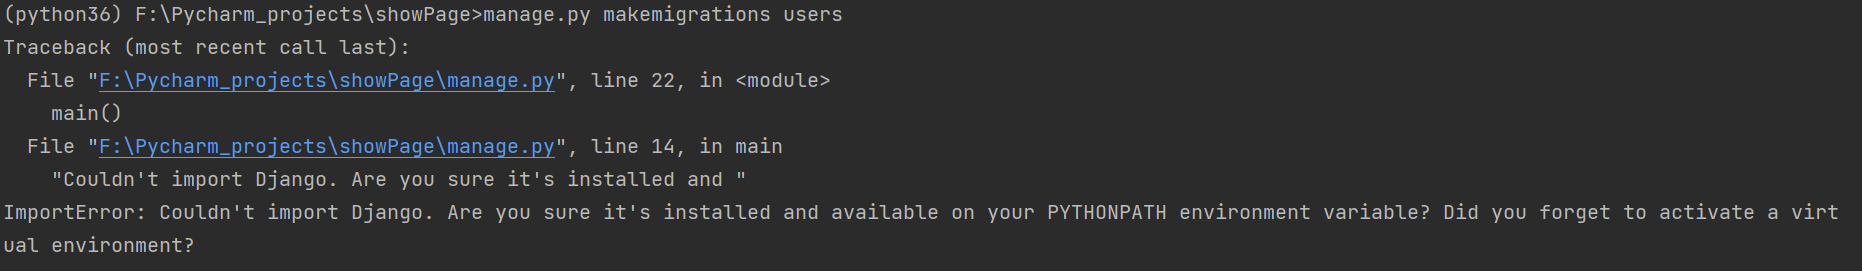 (python36) F:\Pycharm_projects\showPage>manage.py makemigrations users
Traceback (most recent call last):
  File "F:\Pycharm_projects\showPage\manage.py", line 22, in <module>
    main()
  File "F:\Pycharm_projects\showPage\manage.py", line 14, in main
    "Couldn't import Django. Are you sure it's installed and "
ImportError: Couldn't import Django. Are you sure it's installed and available on your PYTHONPATH environment variable? Did you forget to activate a virt
ual environment?